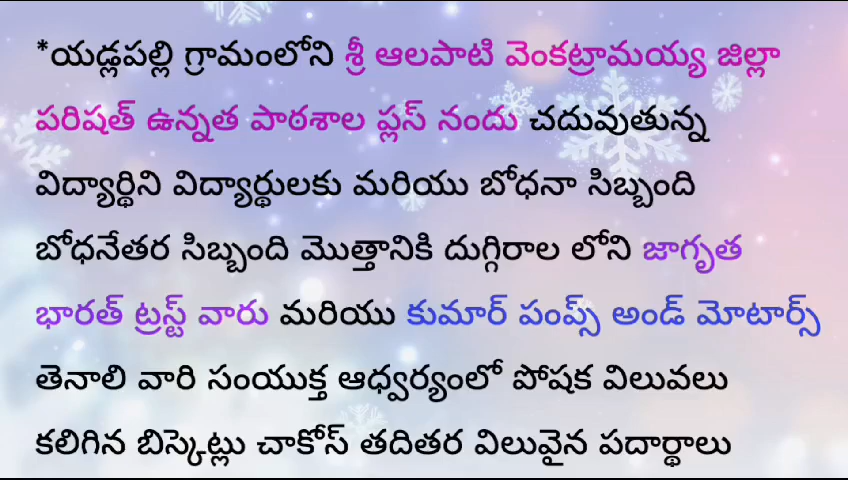 *యడ్లపల్లి గ్రామంలోని శ్రీ ఆలపాటి వెంకట్రామయ్య జిల్లా
పరిషత్ ఉన్నత పాఠశాల ప్లస్ నందు చదువుతున్న
విద్యార్థిని విద్యార్థులకు మరియు బోధనా సిబ్బంది
బోధనేతర సిబ్బంది మొత్తానికి దుగ్గిరాల లోని జాగృత
భారత్ ట్రస్ట్ వారు మరియు కుమార్ పంప్స్ అండ్ మోటార్స్
తెనాలి వారి సంయుక్త ఆధ్వర్యంలో పోషక విలువలు
కలిగిన బిస్కెట్లు చాకోస్ తదితర విలువైన పదార్థాలు